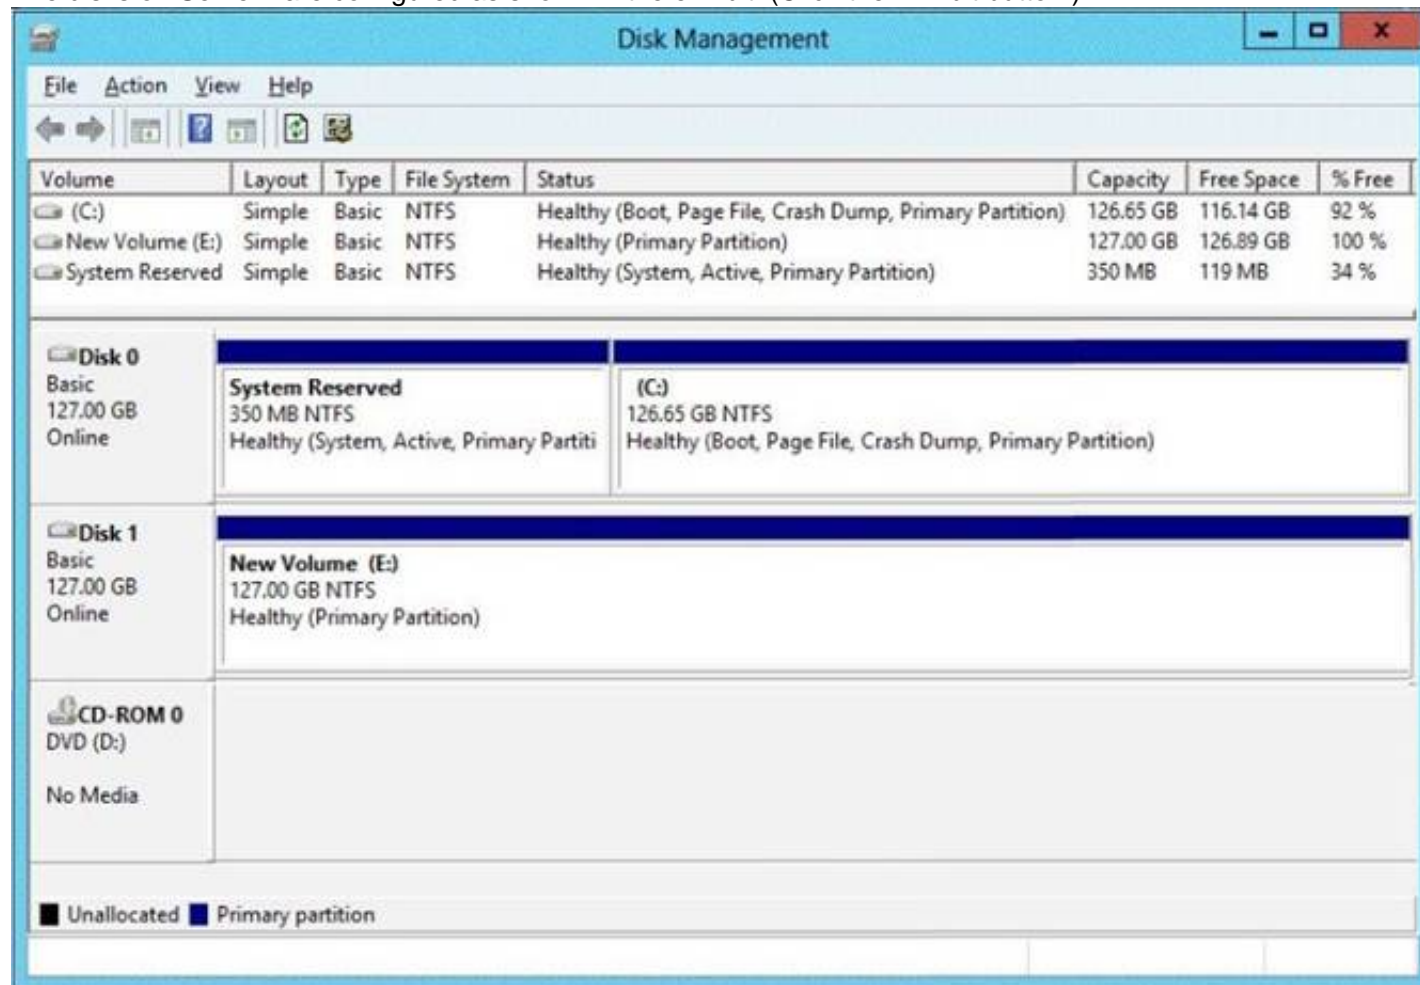 Disk Management
File Action View Help
Volume Layout Type File System Status Capacity Free Space % Free
(C:) Simple Basic NTFS Healthy (Boot, Page File, Crash Dump, Primary Partition) 126.65 GB 116.14 GB 92 %
New Volume (E:) Simple Basic NTFS Healthy (Primary Partition) 127.00 GB 126.89 GB 100 %
System Reserved Simple Basic NTFS Healthy (System, Active, Primary Partition) 350 MB 119 MB 34 %
Disk 0
Basic
127.00 GB
Online
System Reserved
350 MB NTFS
Healthy (System, Active, Primary Partiti
(C:)
126.65 GB NTFS
Healthy (Boot, Page File, Crash Dump, Primary Partition)
Disk 1
Basic
127.00 GB
Online
New Volume (E:)
127.00 GB NTFS
Healthy (Primary Partition)
CD-ROM 0
DVD (D:)
No Media
Unallocated Primary partition